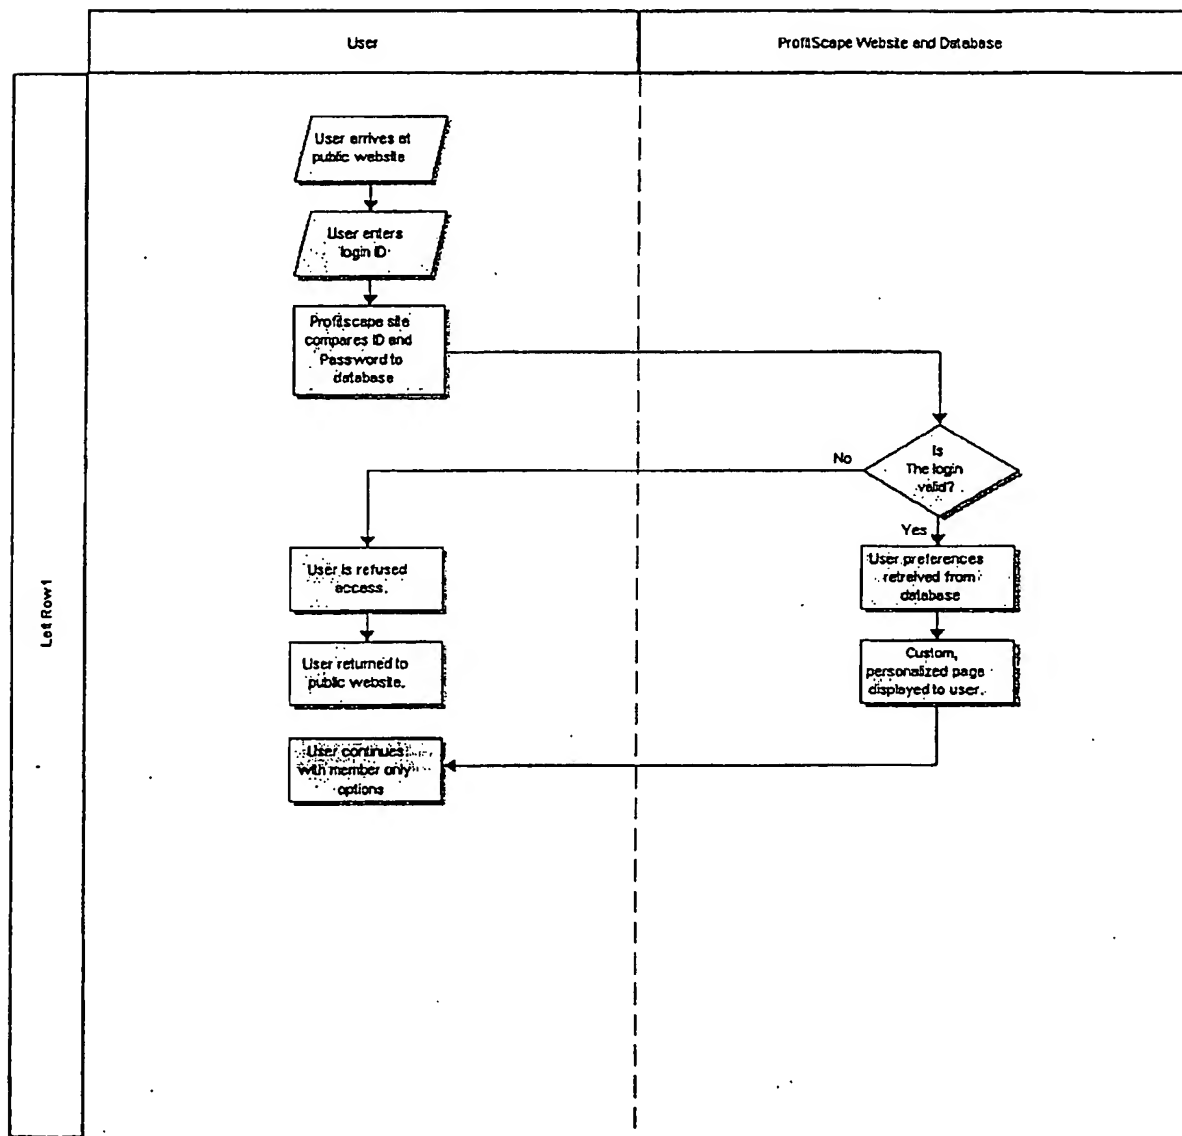 User
ProfitScape Website and Database
User arrives at
public website
User enters
login ID
Profitscape site
compares ID and
Password to
database
Is
The login
valid?
No
Yes
User is refused
access.
User preferences
retreived from
database
User returned to
public website.
Custom,
personalized page
displayed to user.
User continues
with member only
options
Left Row1